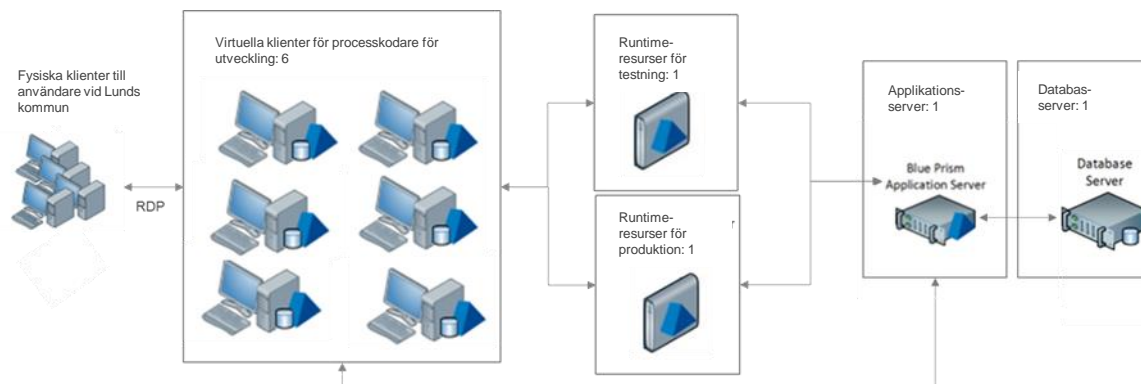 Fysiska klienter till
användare vid Lunds
kommun
RDP
Virtuella klienter för processkodare för
utveckling: 6
Runtime-
resurser för
testning: 1
Runtime-
resurser för
produktion: 1
Applikations-
server: 1
Blue Prism
Application Server
Databas-
server: 1
Database
Server